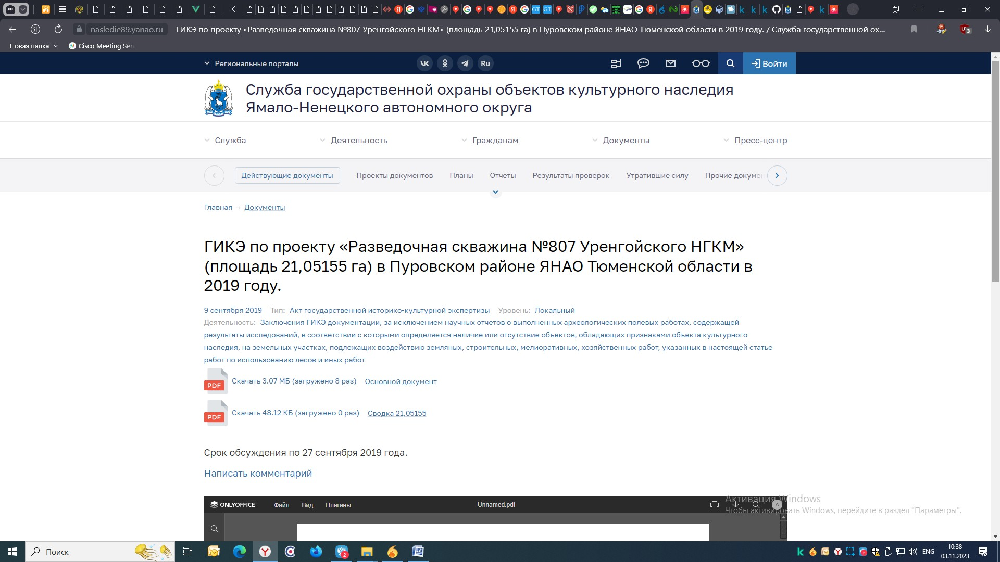 nasledie89.yanao.ru
ГИКЭ по проекту «Разведочная скважина №807 Уренгойского НГКМ» (площадь 21,05155 га) в Пуровском районе ЯНАО Тюменской области в 2019 году. / Служба государственной ох...
3
Новая папка
Cisco Meeting Ser
Региональные порталы
Ru
Войти
Служба государственной охраны объектов культурного наследия
Ямало-Ненецкого автономного округа
Служба
Деятельность
Гражданам
Документы
Пресс-центр
Действующие документы
Проекты документов
Планы
Отчеты
Результаты проверок
Утратившие силу
Прочие докумен
Главная → Документы
ГИКЭ по проекту «Разведочная скважина №807 Уренгойского НГКМ»
(площадь 21,05155 га) в Пуровском районе ЯНАО Тюменской области в
2019 году.
9 сентября 2019 Тип: Акт государственной историко-культурной экспертизы Уровень: Локальный
Деятельность: Заключения ГИКЭ документации, за исключением научных отчетов о выполненных археологических полевых работах, содержащей
результаты исследований, в соответствии с которыми определяется наличие или отсутствие объектов, обладающих признаками объекта культурного
наследия, на земельных участках, подлежащих воздействию земляных, строительных, мелиоративных, хозяйственных работ, указанных в настоящей статье
работ по использованию лесов и иных работ
PDF
Скачать 3.07 МБ (загружено 8 раз)
Основной документ
PDF
Скачать 48.12 КБ (загружено 0 раз)
Сводка 21,05155
Срок обсуждения по 27 сентября 2019 года.
Написать комментарий
ONLYOFFICE
Файл
Вид
Плагины
Unnamed.pdf
A
Активация Windows
Чтобы активировать Windows, перейдите в раздел "Параметры".
Поиск
2
ENG
10:38
03.11.2023